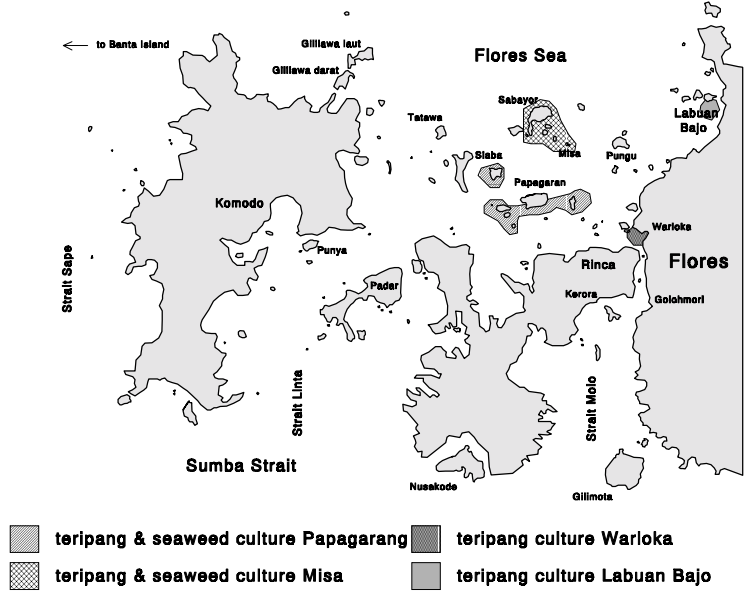 to Banta Island
Gililawa laut
Gililawa darat
Flores Sea
Sabayor
Labuan
Bajo
Tatawa
Misa
Pungu
Siaba
Papagaran
Komodo
Warloka
Punya
Strait Sape
Flores
Rinca
Padar
Kerora
Golohmori
Strait Linta
Strait Molo
Sumba Strait
Nusakode
Gilimota
teripang & seaweed culture Papagarang
teripang culture Warloka
teripang & seaweed culture Misa
teripang culture Labuan Bajo